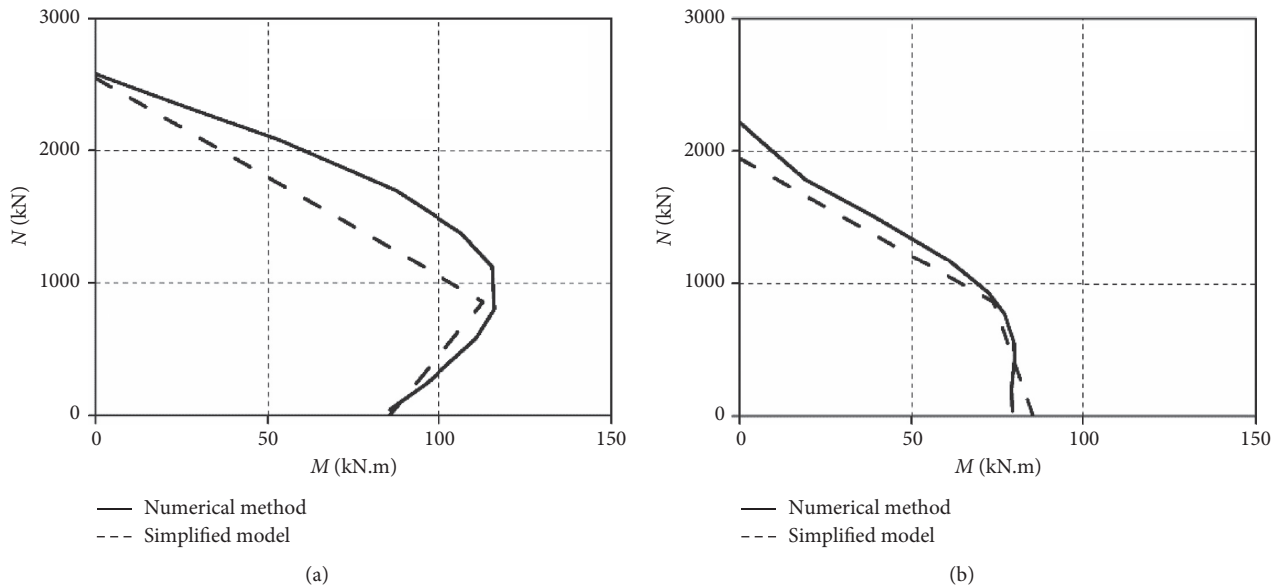 3000
2000
1000
0
N (kN)
0
50
100
150
M (kN.m)
Numerical method
Simplified model
(a)
3000
2000
1000
0
N (kN)
0
50
100
150
M (kN.m)
Numerical method
Simplified model
(b)